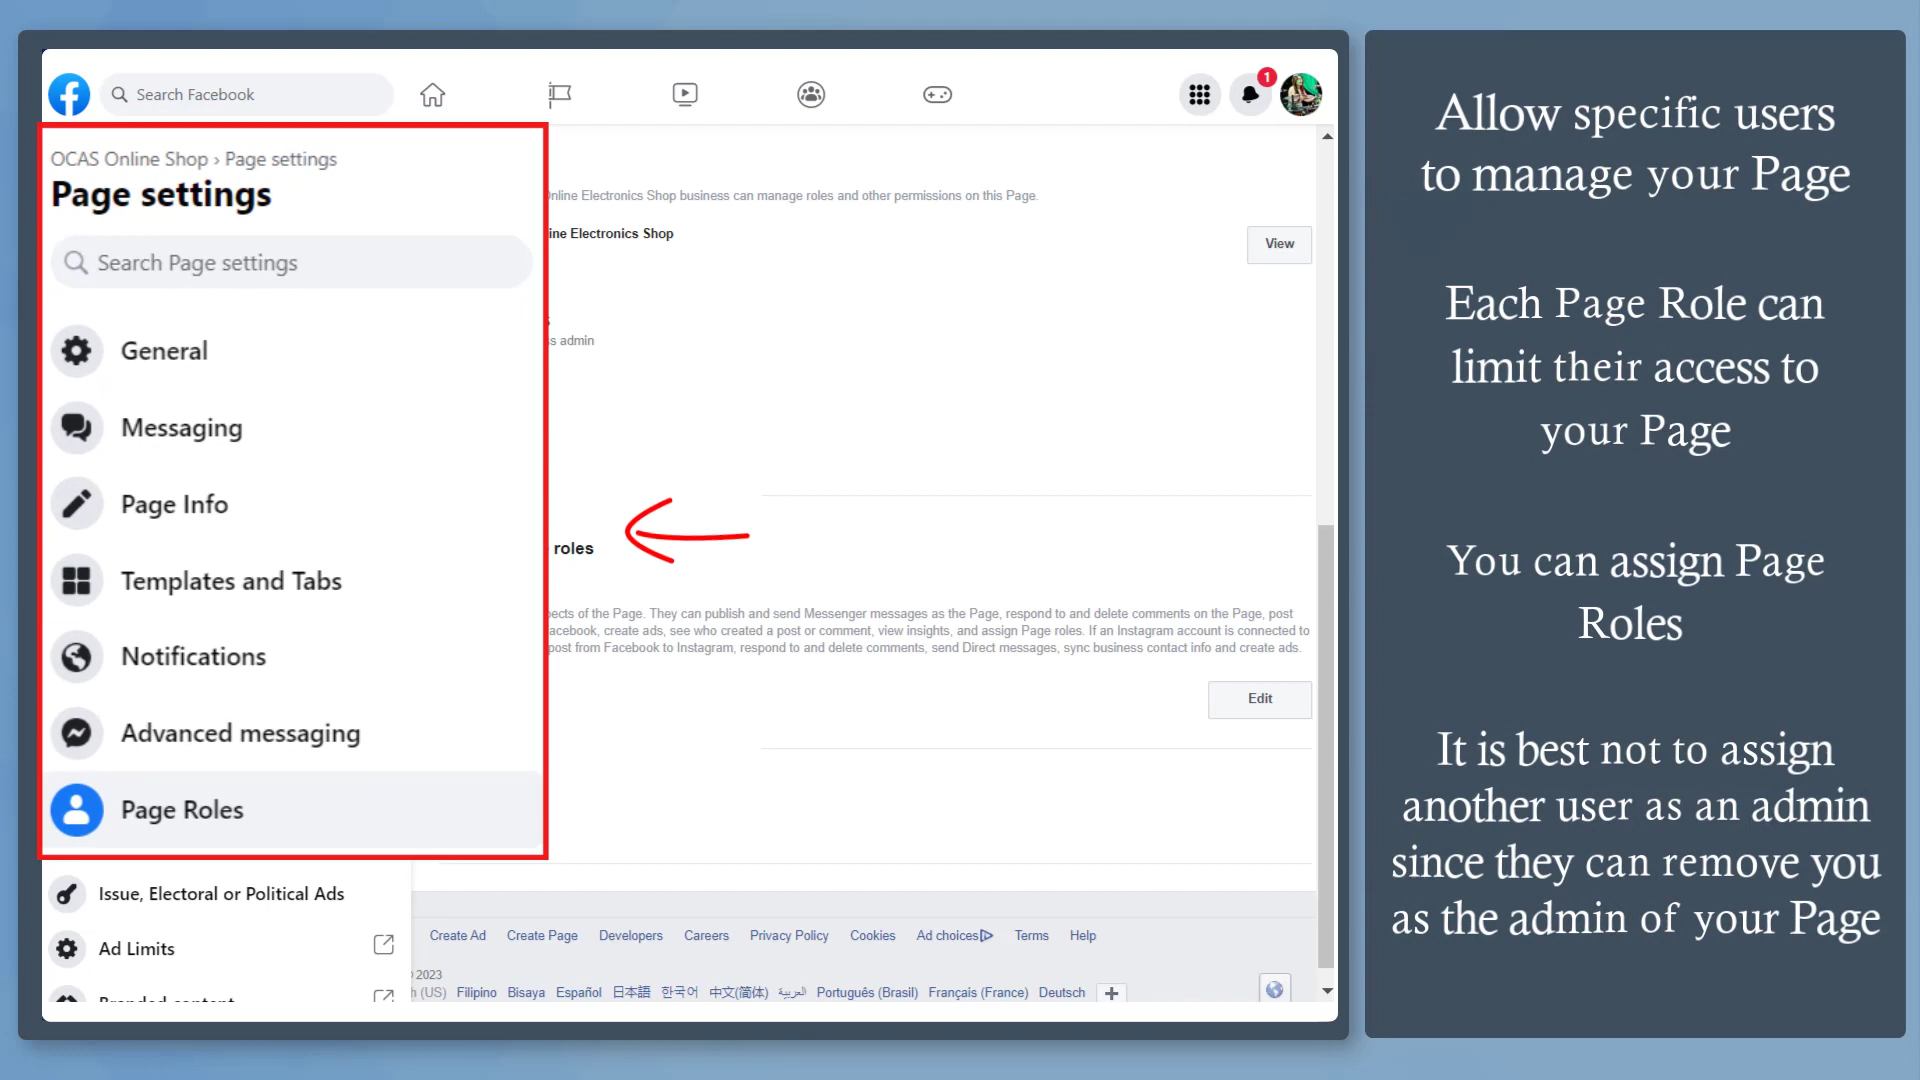 Search Facebook
1
OCAS Online Shop › Page settings
Page settings
Search Page settings
General
Messaging
Page Info
Templates and Tabs
Notifications
Advanced messaging
Page Roles
Issue, Electoral or Political Ads
Ad Limits
Online Electronics Shop business can manage roles and other permissions on this Page.
Electronics Shop
View
admin
roles
of the Page. They can publish and send Messenger messages as the Page, respond to and delete comments on the Page, post
create ads, see who created a post or comment, view insights, and assign Page roles. If an Instagram account is connected to
post from Facebook to Instagram, respond to and delete comments, send Direct messages, sync business contact info and create ads.
Edit
Create Ad Create Page Developers Careers Privacy Policy Cookies Ad choices Terms Help
2023
(US) Filipino Bisaya Español 日本語 한국어 中文(简体) العربية Português (Brasil) Français (France) Deutsch
Allow specific users
to manage your Page
Each Page Role can
limit their access to
your Page
You can assign Page
Roles
It is best not to assign
another user as an admin
since they can remove you
as the admin of your Page